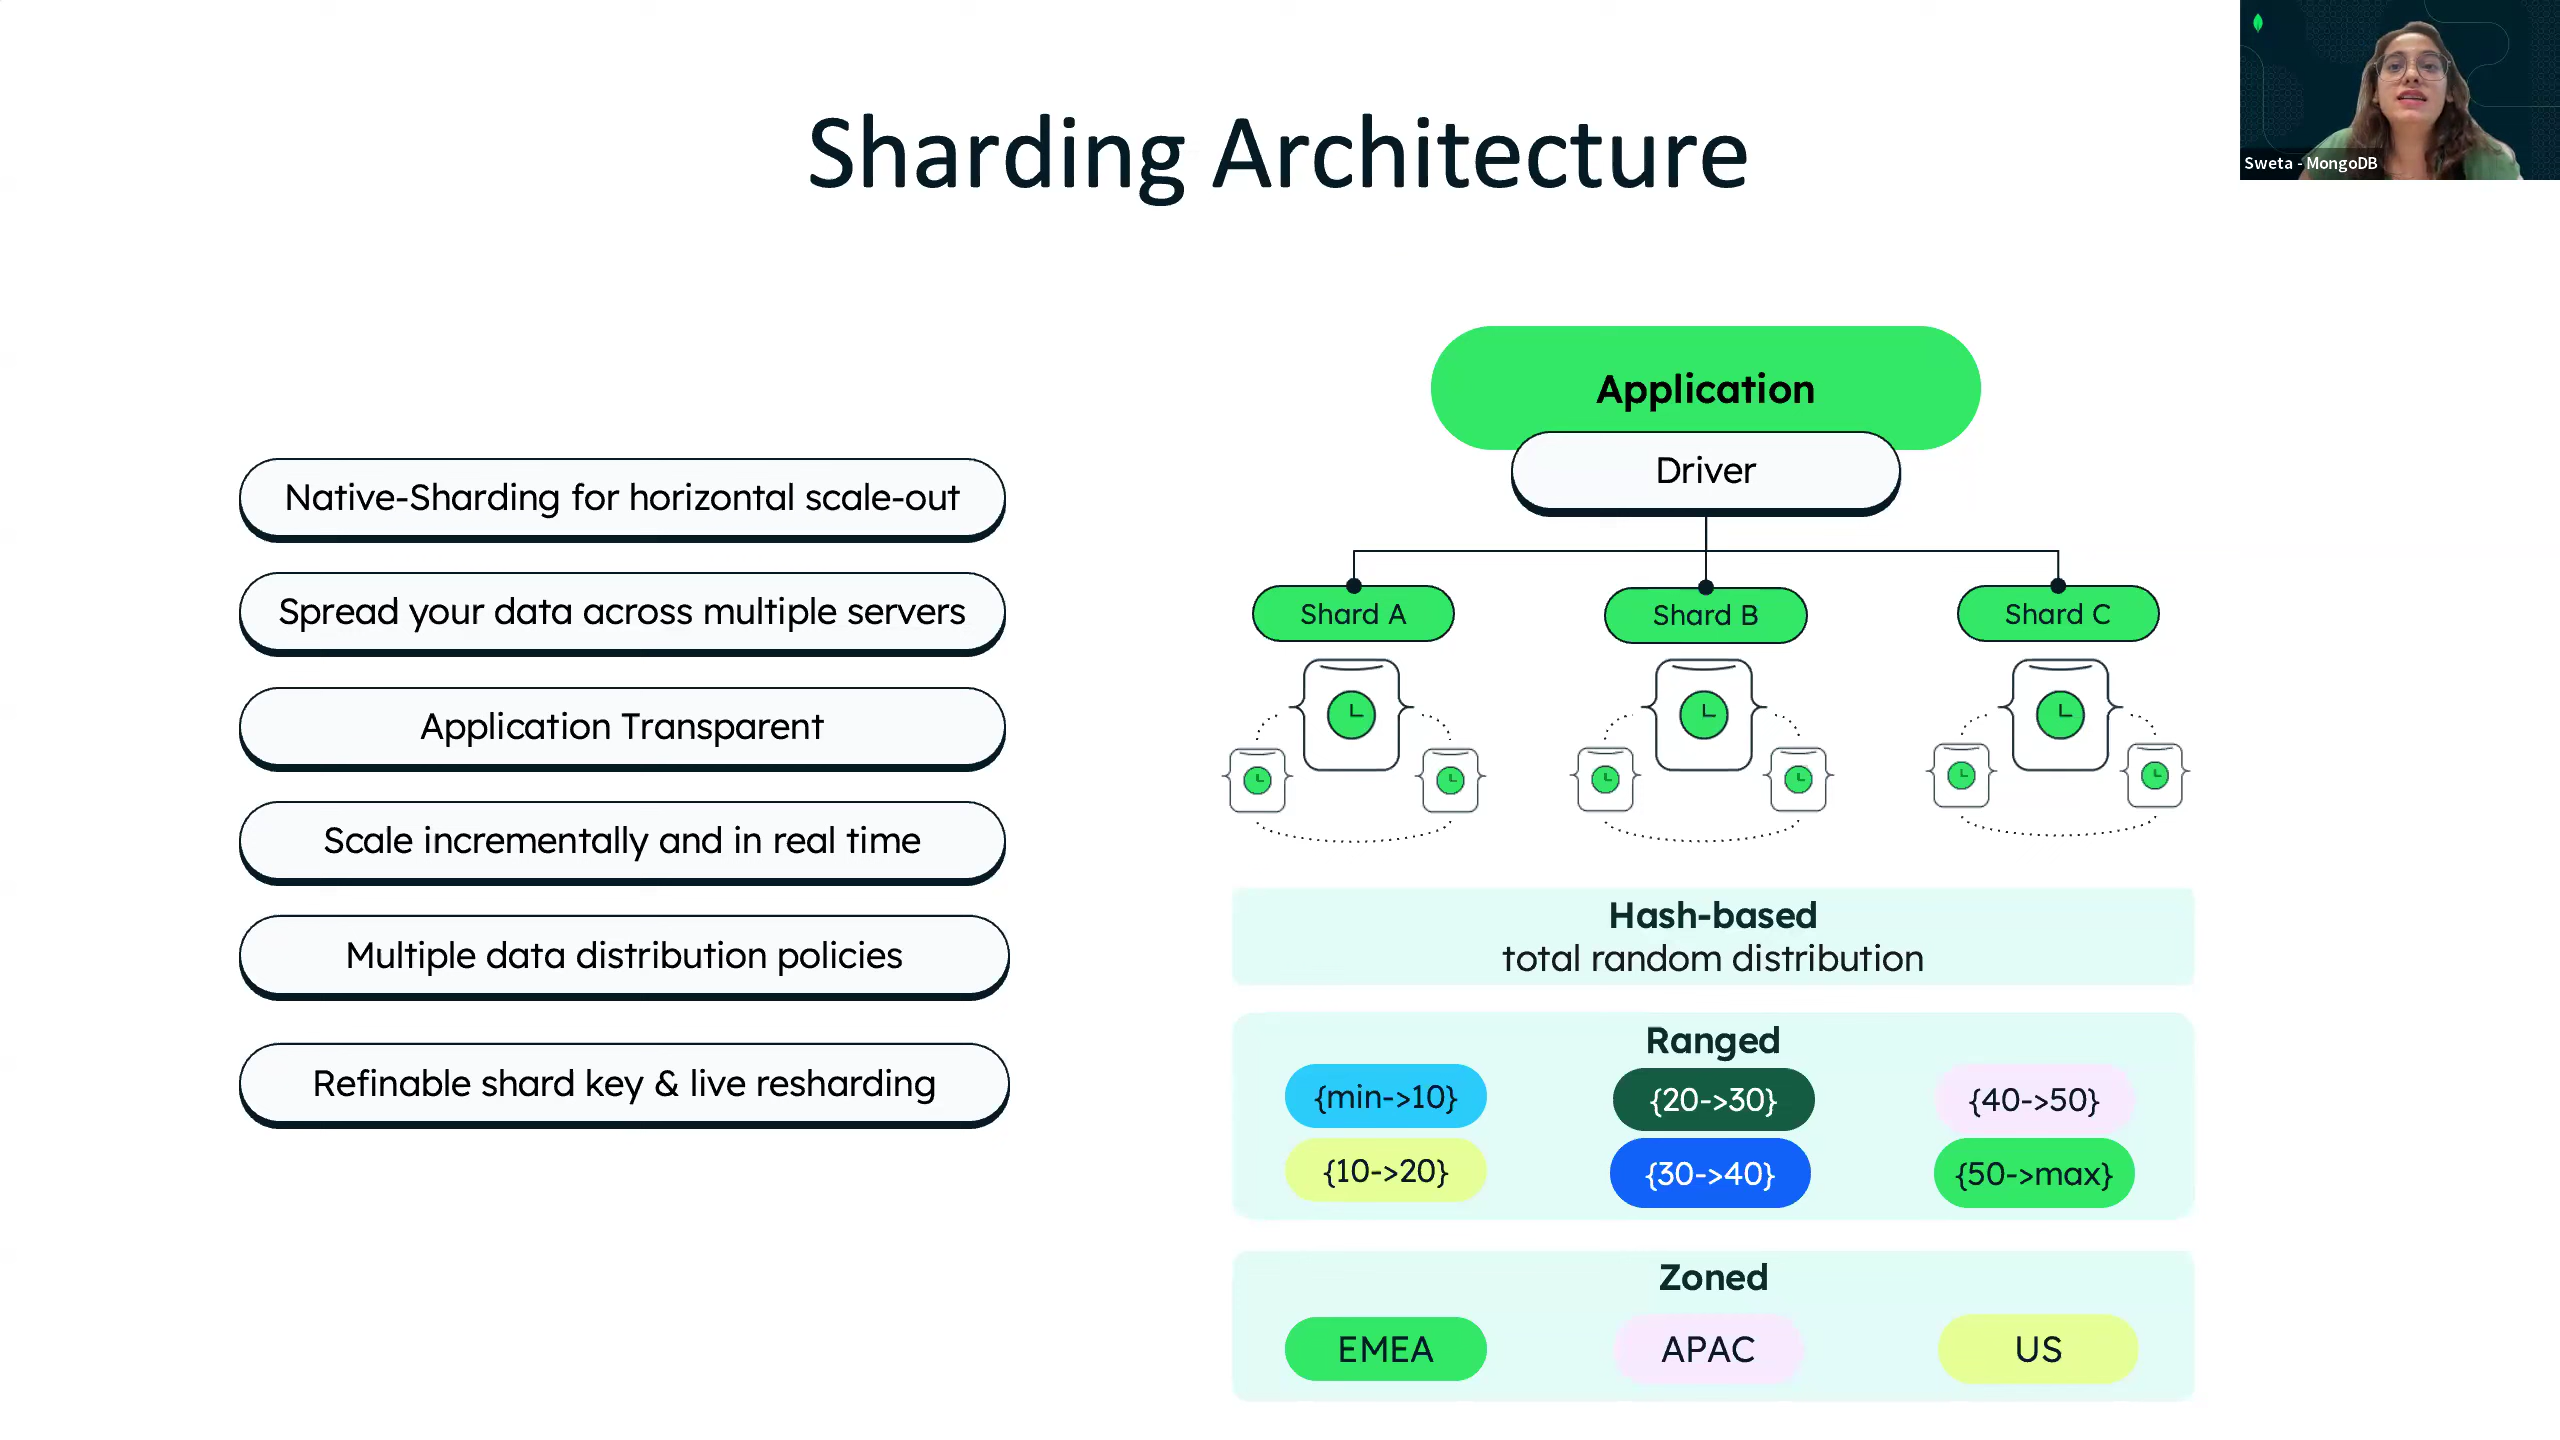 Sharding Architecture
Sweta - MongoDB
Native-Sharding for horizontal scale-out
Spread your data across multiple servers
Application Transparent
Scale incrementally and in real time
Multiple data distribution policies
Refinable shard key & live resharding
Application
Driver
Shard A
Shard B
Shard C
Hash-based
total random distribution
Ranged
{min->10}
{20->30}
{40->50}
{10->20}
{30->40}
{50->max}
Zoned
EMEA
APAC
US